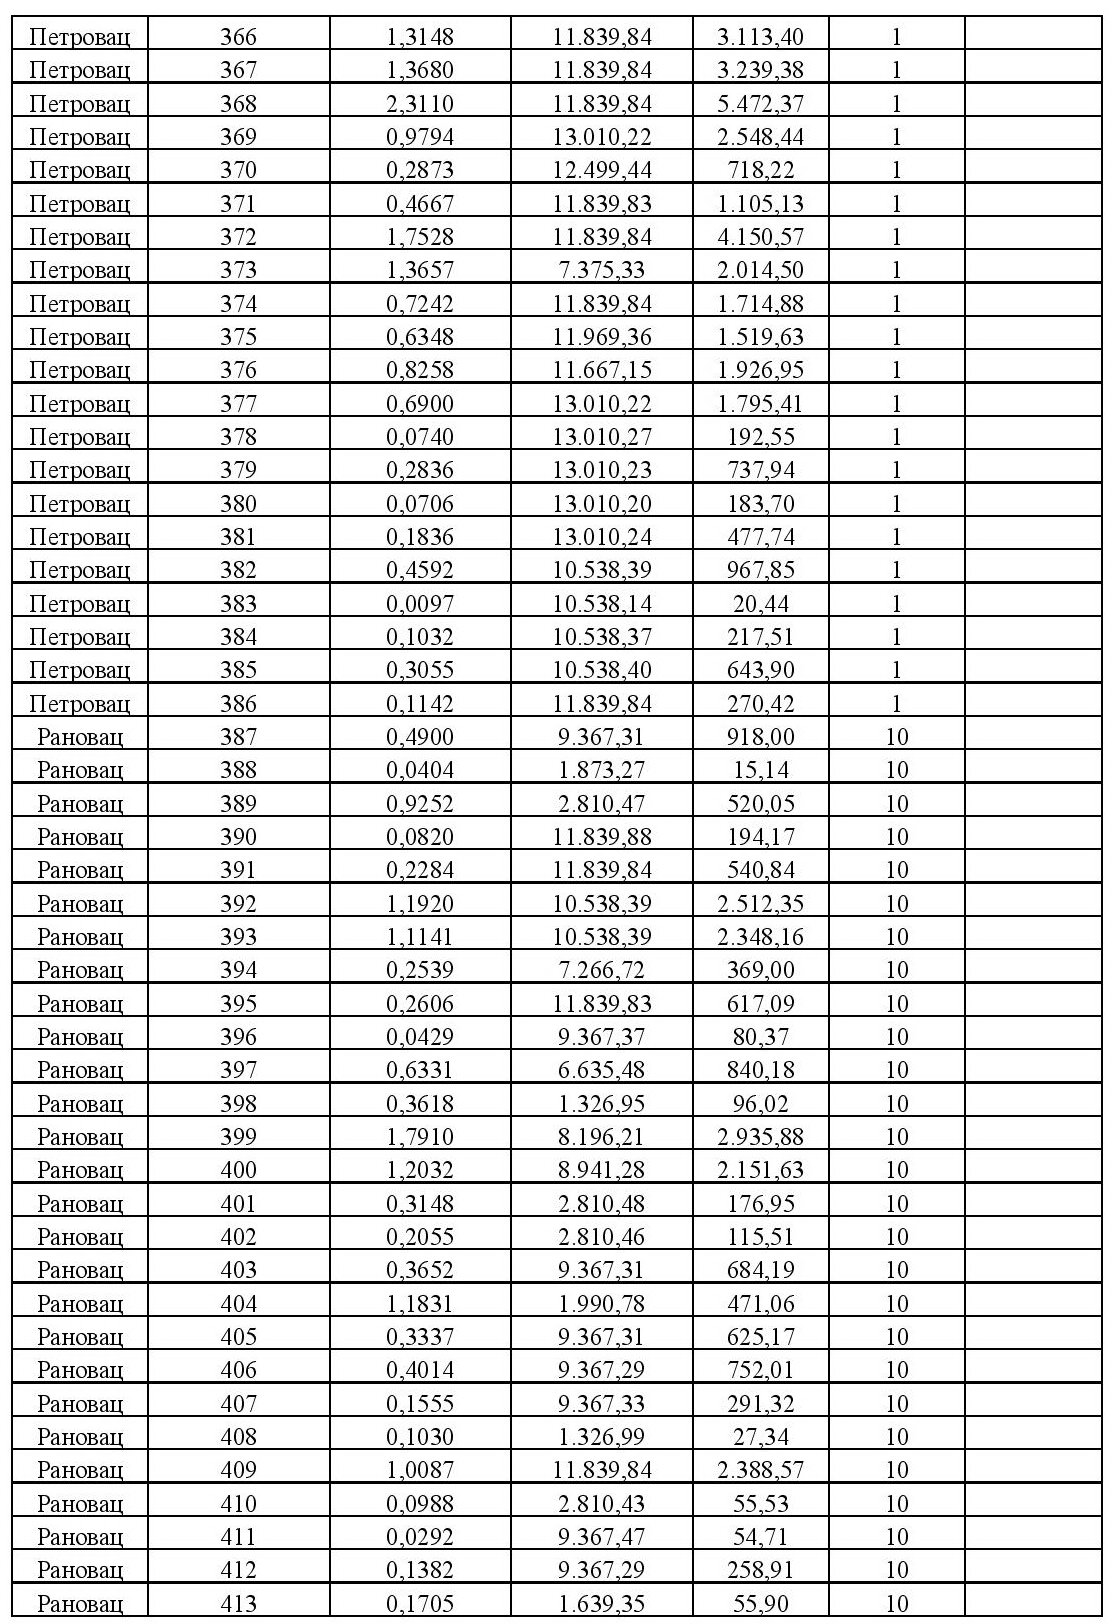 Петровац 366 1,3148 11.839,84 3.113,40 1
Петровац 367 1,3680 11.839,84 3.239,38 1
Петровац 368 2,3110 11.839,84 5.472,37 1
Петровац 369 0,9794 13.010,22 2.548,44 1
Петровац 370 0,2873 12.499,44 718,22 1
Петровац 371 0,4667 11.839,83 1.105,13 1
Петровац 372 1,7528 11.839,84 4.150,57 1
Петровац 373 1,3657 7.375,33 2.014,50 1
Петровац 374 0,7242 11.839,84 1.714,88 1
Петровац 375 0,6348 11.969,36 1.519,63 1
Петровац 376 0,8258 11.667,15 1.926,95 1
Петровац 377 0,6900 13.010,22 1.795,41 1
Петровац 378 0,0740 13.010,27 192,55 1
Петровац 379 0,2836 13.010,23 737,94 1
Петровац 380 0,0706 13.010,20 183,70 1
Петровац 381 0,1836 13.010,24 477,74 1
Петровац 382 0,4592 10.538,39 967,85 1
Петровац 383 0,0097 10.538,14 20,44 1
Петровац 384 0,1032 10.538,37 217,51 1
Петровац 385 0,3055 10.538,40 643,90 1
Петровац 386 0,1142 11.839,84 270,42 1
Рановац 387 0,4900 9.367,31 918,00 10
Рановац 388 0,0404 1.873,27 15,14 10
Рановац 389 0,9252 2.810,47 520,05 10
Рановац 390 0,0820 11.839,88 194,17 10
Рановац 391 0,2284 11.839,84 540,84 10
Рановац 392 1,1920 10.538,39 2.512,35 10
Рановац 393 1,1141 10.538,39 2.348,16 10
Рановац 394 0,2539 7.266,72 369,00 10
Рановац 395 0,2606 11.839,83 617,09 10
Рановац 396 0,0429 9.367,37 80,37 10
Рановац 397 0,6331 6.635,48 840,18 10
Рановац 398 0,3618 1.326,95 96,02 10
Рановац 399 1,7910 8.196,21 2.935,88 10
Рановац 400 1,2032 8.941,28 2.151,63 10
Рановац 401 0,3148 2.810,48 176,95 10
Рановац 402 0,2055 2.810,46 115,51 10
Рановац 403 0,3652 9.367,31 684,19 10
Рановац 404 1,1831 1.990,78 471,06 10
Рановац 405 0,3337 9.367,31 625,17 10
Рановац 406 0,4014 9.367,29 752,01 10
Рановац 407 0,1555 9.367,33 291,32 10
Рановац 408 0,1030 1.326,99 27,34 10
Рановац 409 1,0087 11.839,84 2.388,57 10
Рановац 410 0,0988 2.810,43 55,53 10
Рановац 411 0,0292 9.367,47 54,71 10
Рановац 412 0,1382 9.367,29 258,91 10
Рановац 413 0,1705 1.639,35 55,90 10